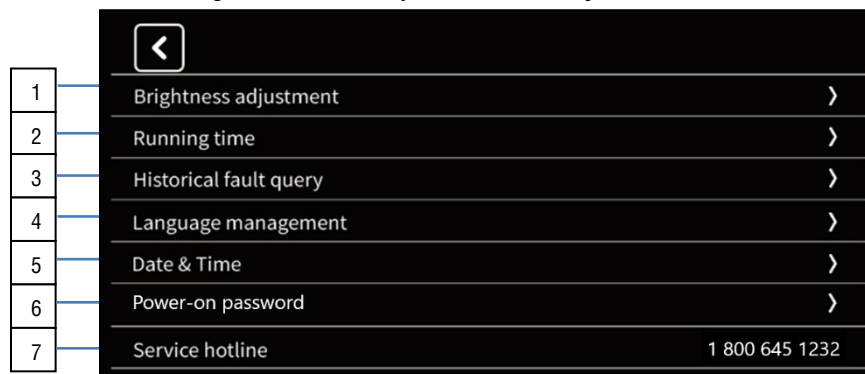 1 Brightness adjustment
2 Running time
3 Historical fault query
4 Language management
5 Date & Time
6 Power-on password
7 Service hotline 1 800 645 1232